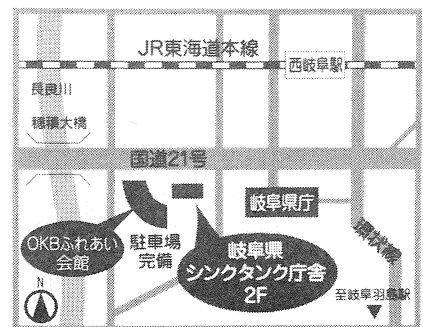 JR東海道本線
西岐阜駅
長良川
穂積大橋
国道21号
岐阜県庁
環状線
OKBふれあい
会館
駐車場
完備
岐阜県
シンクタンク庁舎
2F
N
至岐阜羽島駅